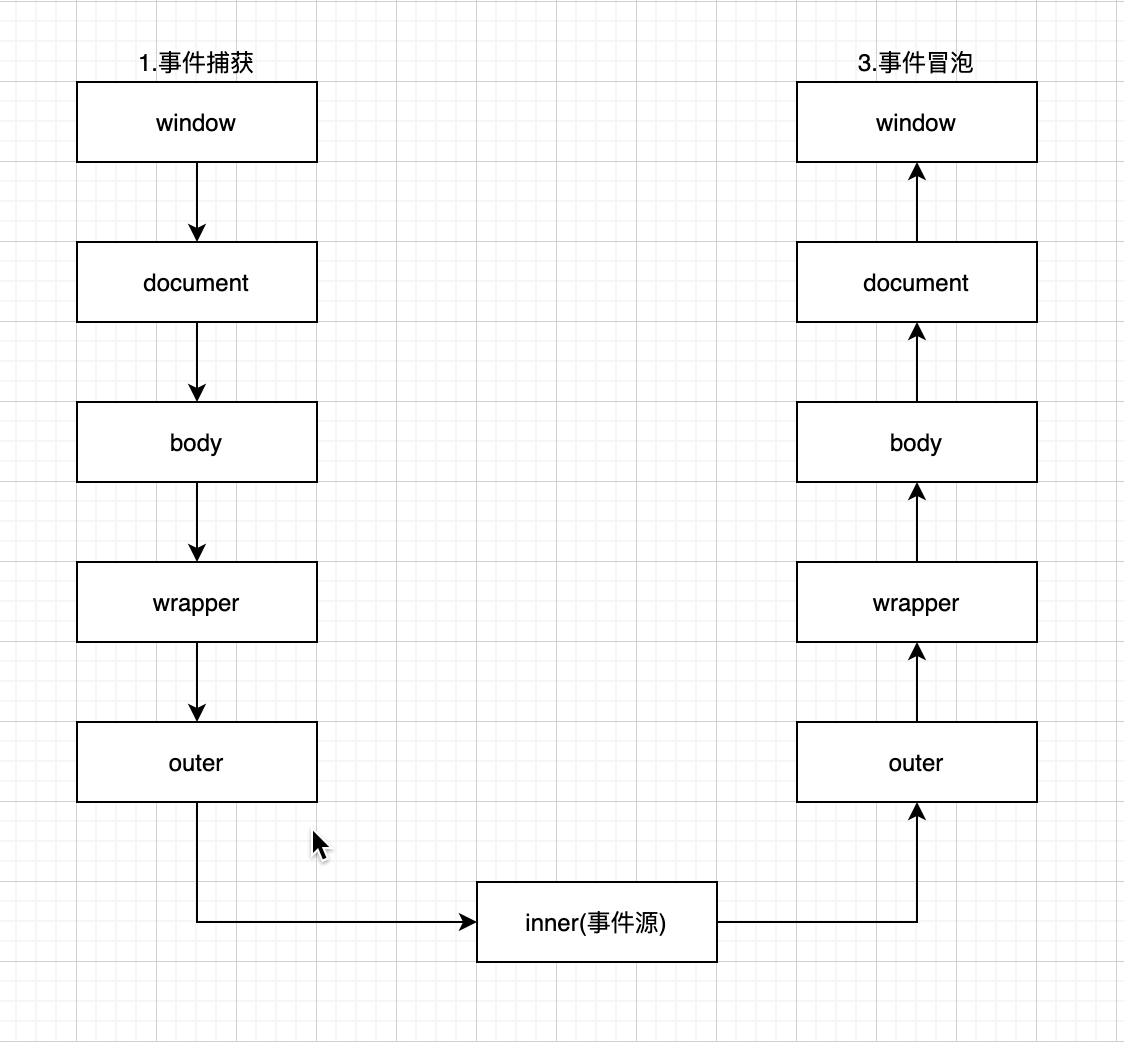 1.事件捕获
window
document
body
wrapper
outer
inner(事件源)
3.事件冒泡
window
document
body
wrapper
outer